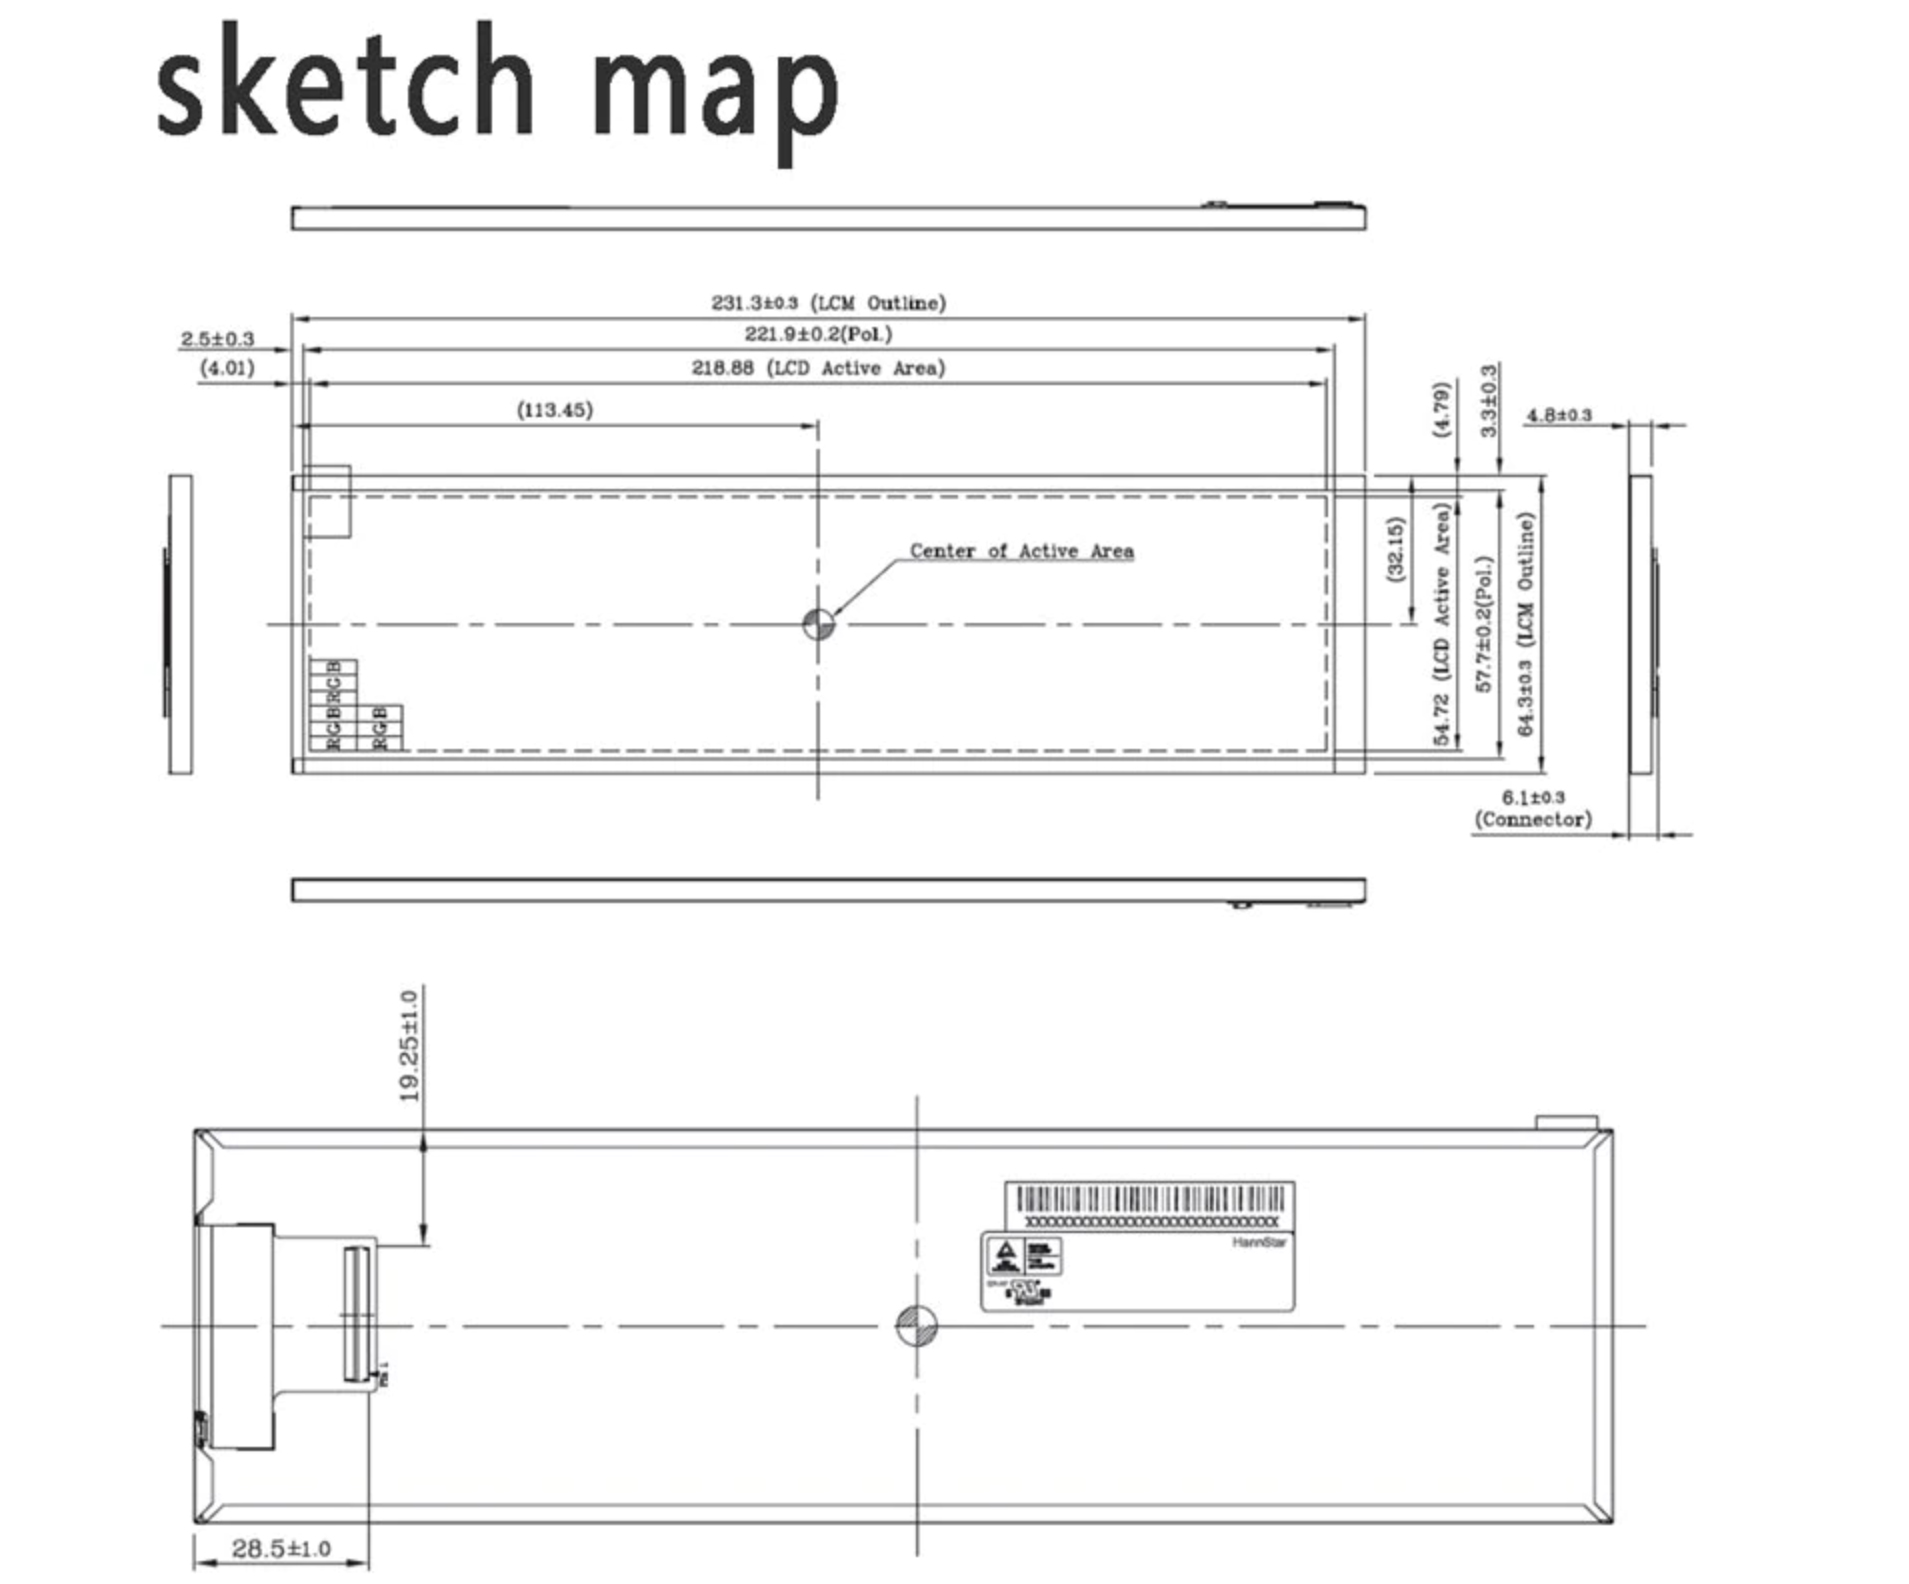 sketch map
231.3±0.3 (LCM Outline)
2.5±0.3
221.9±0.2(Pol.)
(4.01)
218.88 (LCD Active Area)
(113.45)
(4.79)
3.3±0.3
4.8±0.3
Center of Active Area
(32.15)
54.72 (LCD Active Area)
57.7±0.2(Pol.)
64.3±0.3 (LCM Outline)
RGBRGB
RGB
6.1±0.3
(Connector)
19.25±1.0
XXXXXXXXXXXXXXXXXXXXXXXXXXX
HannStar
Pin 1
28.5±1.0